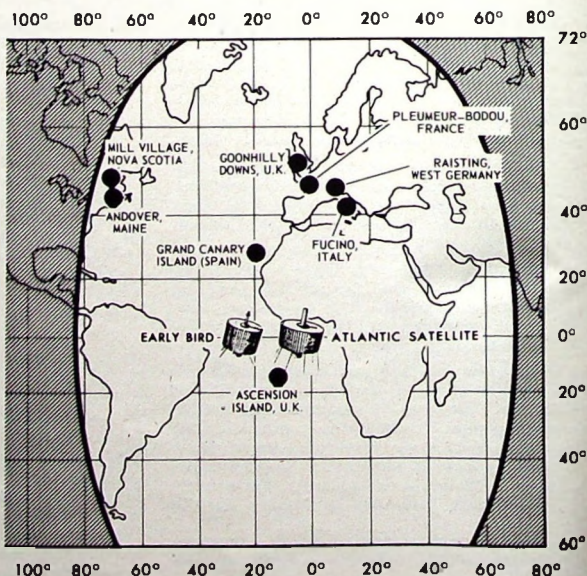 100° 80° 60° 40° 20° 0° 20° 40° 60° 80°
72°
PLEUMEUR-BODOU,
FRANCE
60°
MILL VILLAGE,
NOVA SCOTIA
GOONHILLY
DOWNS, U.K.
RAISTING,
WEST GERMANY
40°
ANDOVER,
MAINE
GRAND CANARY
ISLAND (SPAIN)
FUCINO,
ITALY
20°
EARLY BIRD
ATLANTIC SATELLITE
0°
ASCENSION
ISLAND, U.K.
20°
40°
60°
100° 80° 60° 40° 20° 0° 20° 40° 60° 80°